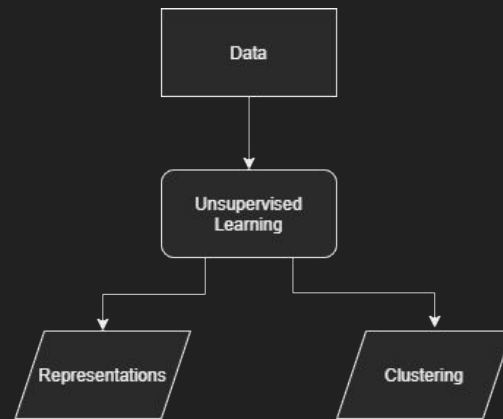 Data
Unsupervised
Learning
Representations
Clustering